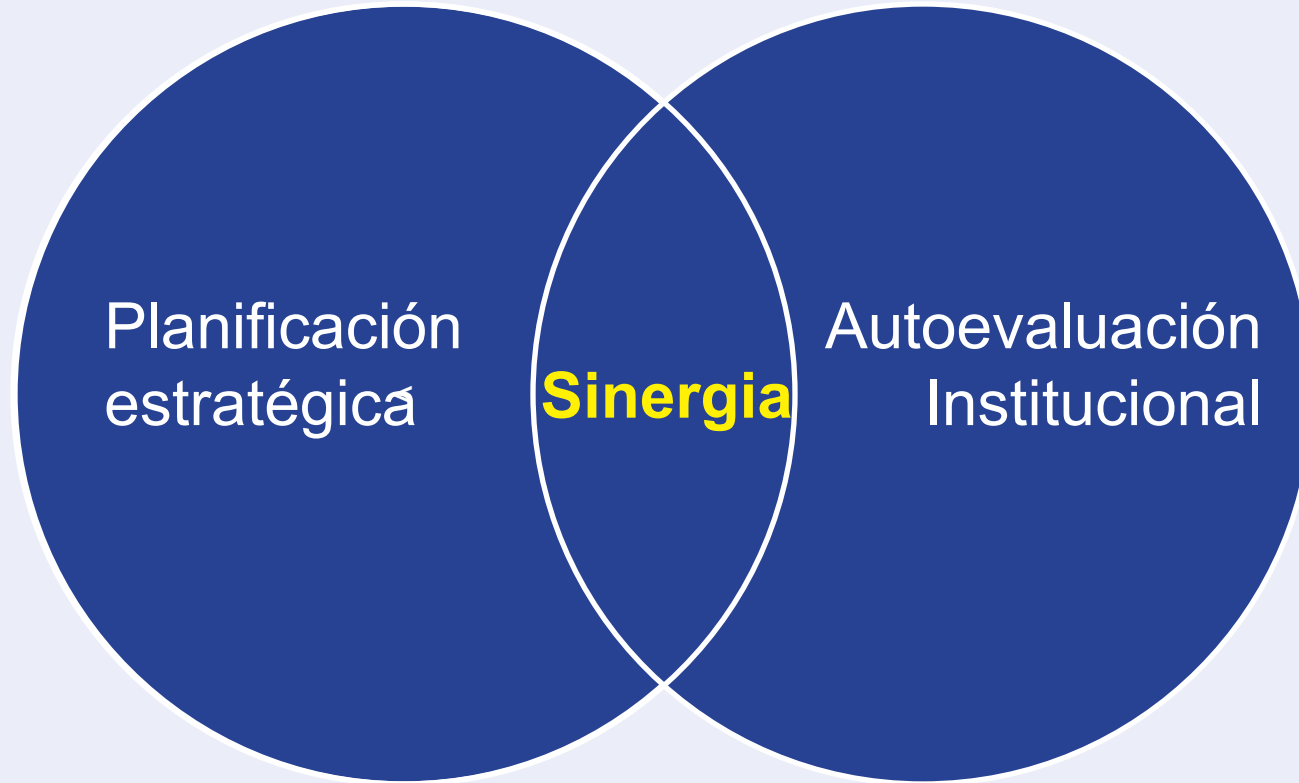 Planificación
estratégica
Sinergia
Autoevaluación
Institucional